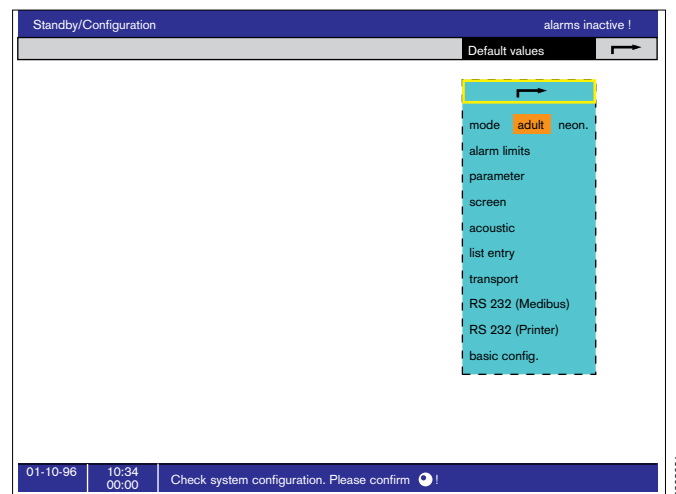 Standby/Configuration alarms inactive !
Default values
mode adult neon.
alarm limits
parameter
screen
acoustic
list entry
transport
RS 232 (Medibus)
RS 232 (Printer)
basic config.
01-10-96 10:34
00:00
Check system configuration. Please confirm !